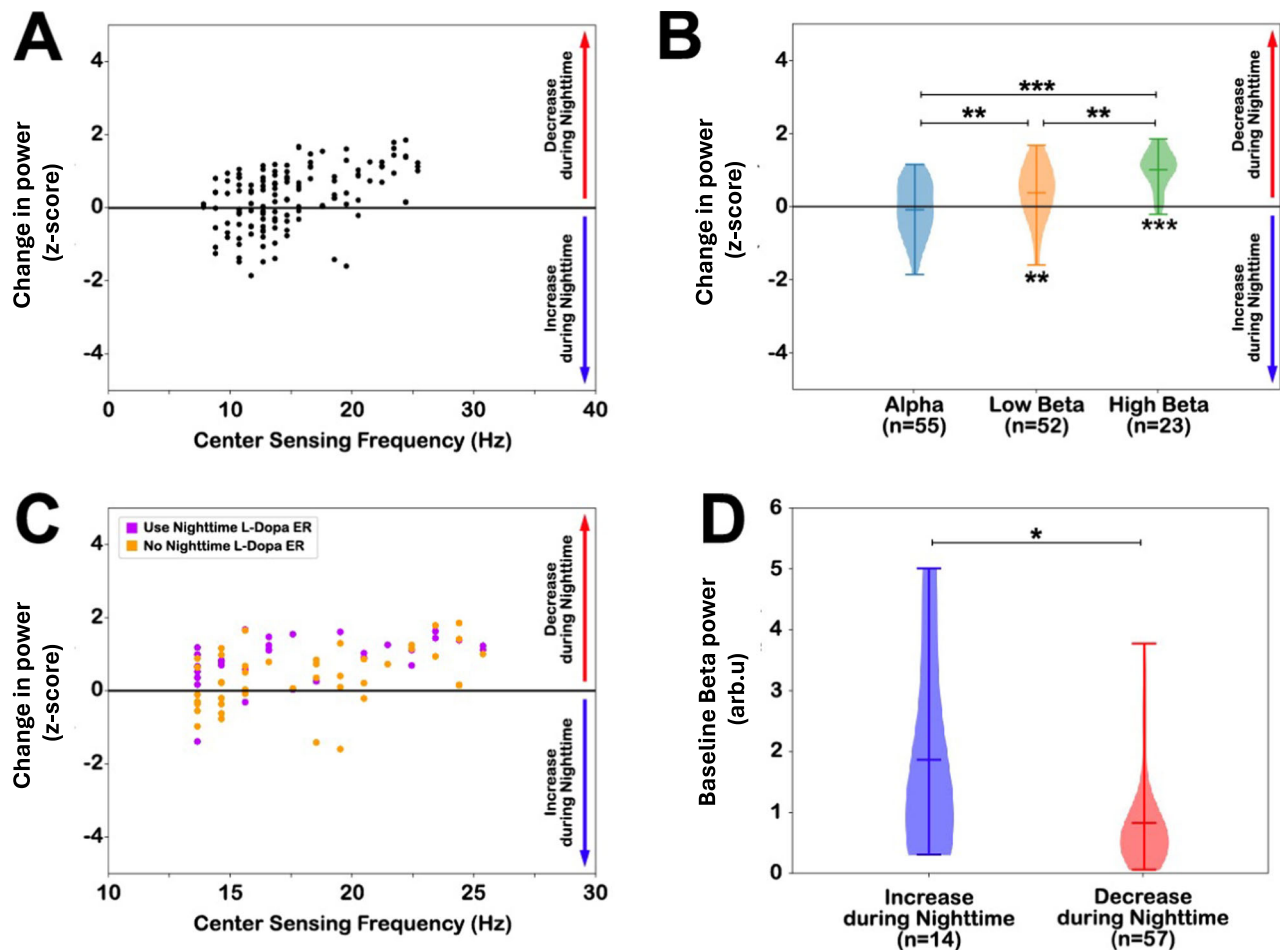 A
Change in power
(z-score)
4
2
0
-2
-4
Decrease
during Nighttime
Increase
during Nighttime
0
10
20
30
40
Center Sensing Frequency (Hz)
B
Change in power
(z-score)
4
2
0
-2
-4
***
**
**
**
***
Decrease
during Nighttime
Increase
during Nighttime
Alpha
(n=55)
Low Beta
(n=52)
High Beta
(n=23)
C
Change in power
(z-score)
4
2
0
-2
-4
Use Nighttime L-Dopa ER
No Nighttime L-Dopa ER
Decrease
during Nighttime
Increase
during Nighttime
10
15
20
25
30
Center Sensing Frequency (Hz)
D
Baseline Beta power
(arb.u)
6
5
4
3
2
1
0
*
Increase
during Nighttime
(n=14)
Decrease
during Nighttime
(n=57)